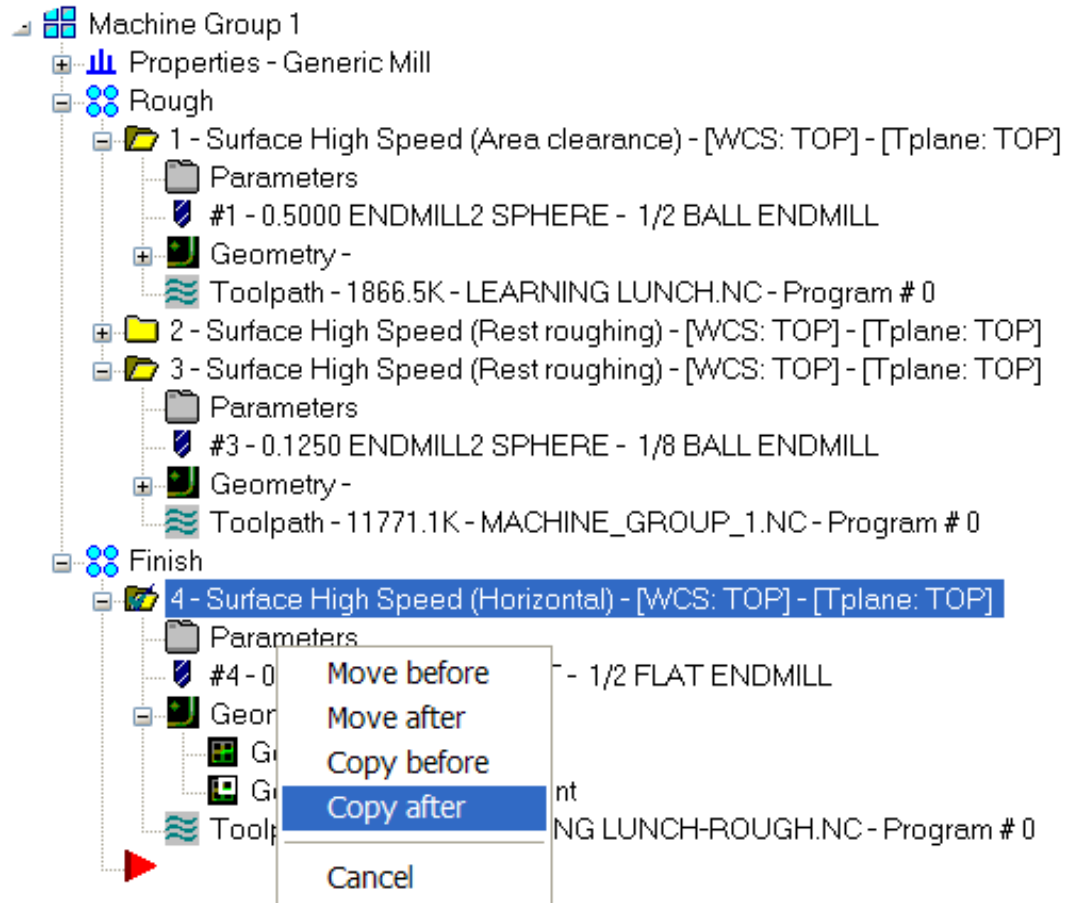 Machine Group 1
Properties - Generic Mill
Rough
1 - Surface High Speed (Area clearance) - [WCS: TOP] - [Tplane: TOP]
Parameters
#1 - 0.5000 ENDMILL2 SPHERE - 1/2 BALL ENDMILL
Geometry -
Toolpath - 1866.5K - LEARNING LUNCH.NC - Program # 0
2 - Surface High Speed (Rest roughing) - [WCS: TOP] - [Tplane: TOP]
3 - Surface High Speed (Rest roughing) - [WCS: TOP] - [Tplane: TOP]
Parameters
#3 - 0.1250 ENDMILL2 SPHERE - 1/8 BALL ENDMILL
Geometry -
Toolpath - 11771.1K - MACHINE_GROUP_1.NC - Program # 0
Finish
4 - Surface High Speed (Horizontal) - [WCS: TOP] - [Tplane: TOP]
Parameters
#4 - 0 Move before - 1/2 FLAT ENDMILL
Move after
Copy before
Copy after
NG LUNCH-ROUGH.NC - Program # 0
Cancel